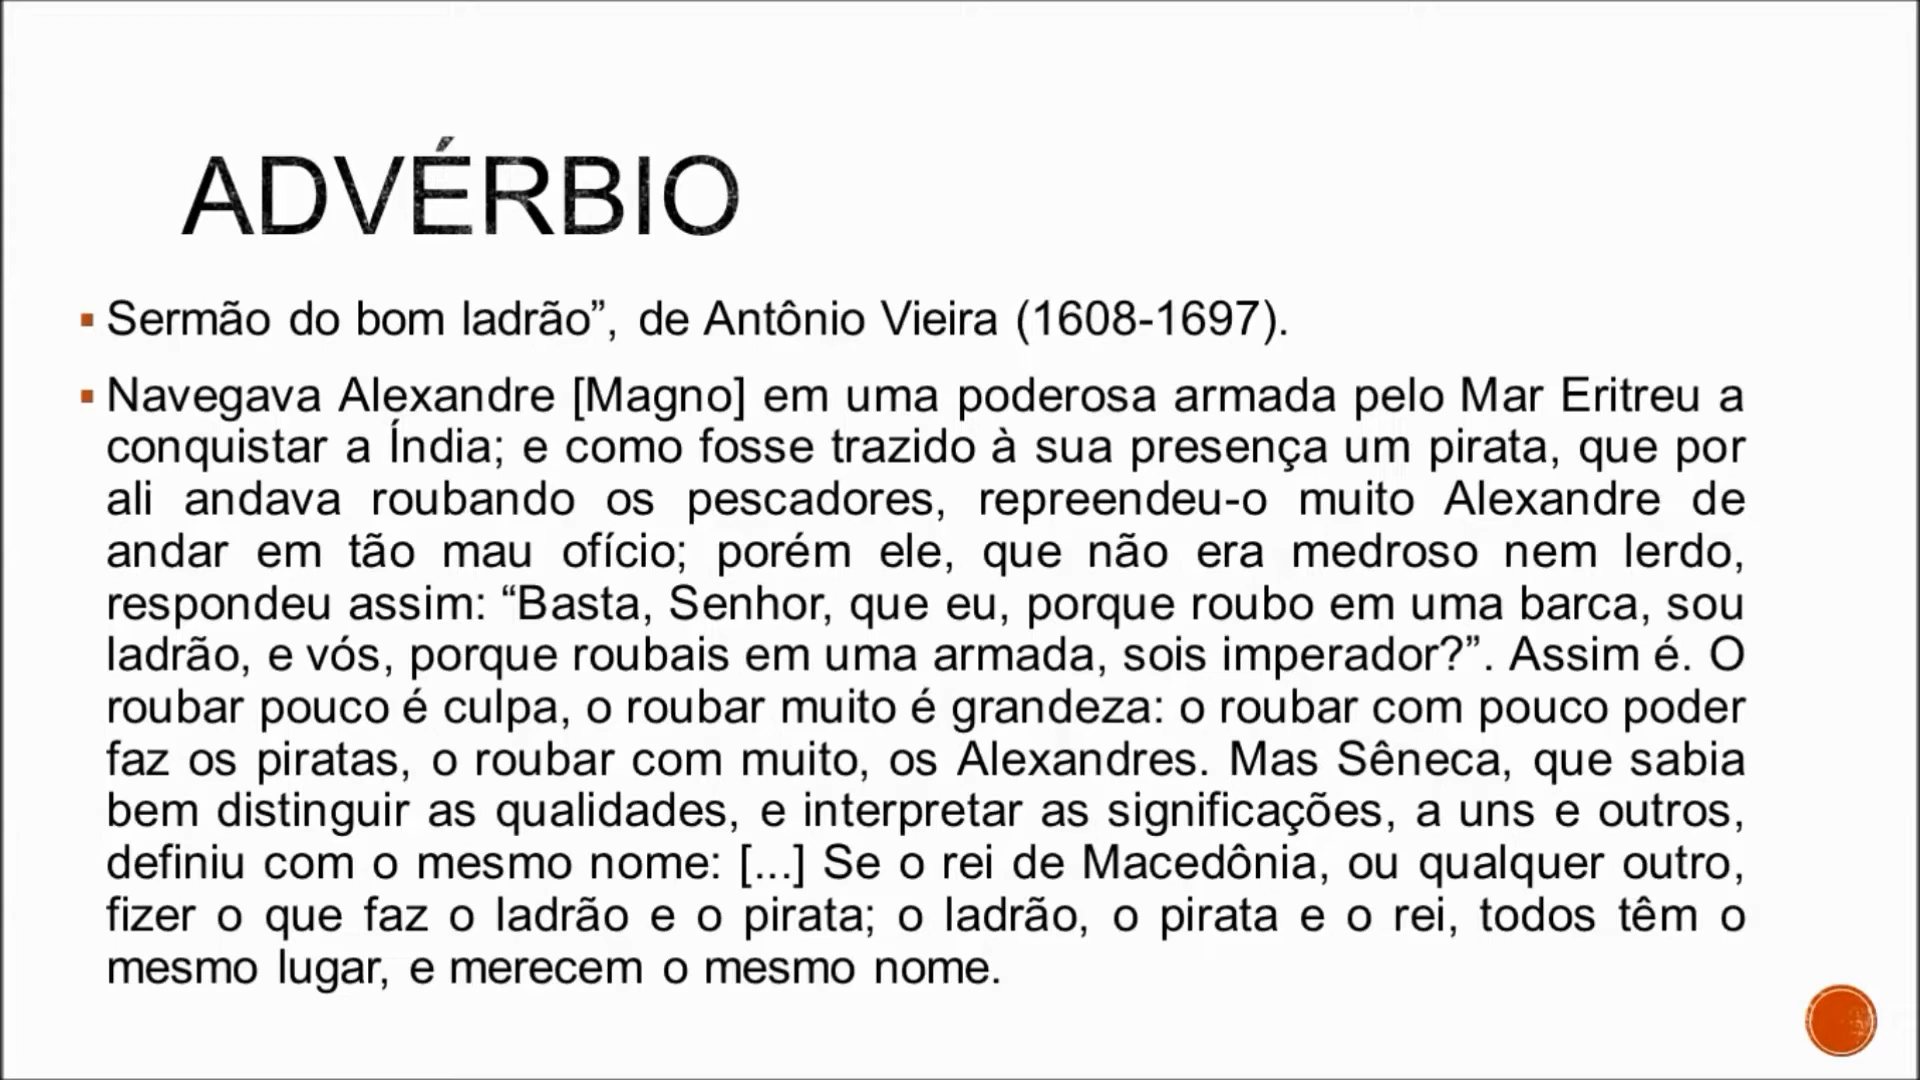 ADVÉRBIO
Sermão do bom ladrão”, de Antônio Vieira (1608-1697).
Navegava Alexandre [Magno] em uma poderosa armada pelo Mar Eritreu a
conquistar a Índia; e como fosse trazido à sua presença um pirata, que por
ali andava roubando os pescadores, repreendeu-o muito Alexandre de
andar em tão mau ofício; porém ele, que não era medroso nem lerdo,
respondeu assim: “Basta, Senhor, que eu, porque roubo em uma barca, sou
ladrão, e vós, porque roubais em uma armada, sois imperador?”. Assim é. O
roubar pouco é culpa, o roubar muito é grandeza: o roubar com pouco poder
faz os piratas, o roubar com muito, os Alexandres. Mas Sêneca, que sabia
bem distinguir as qualidades, e interpretar as significações, a uns e outros,
definiu com o mesmo nome: [...] Se o rei de Macedônia, ou qualquer outro,
fizer o que faz o ladrão e o pirata; o ladrão, o pirata e o rei, todos têm o
mesmo lugar, e merecem o mesmo nome.